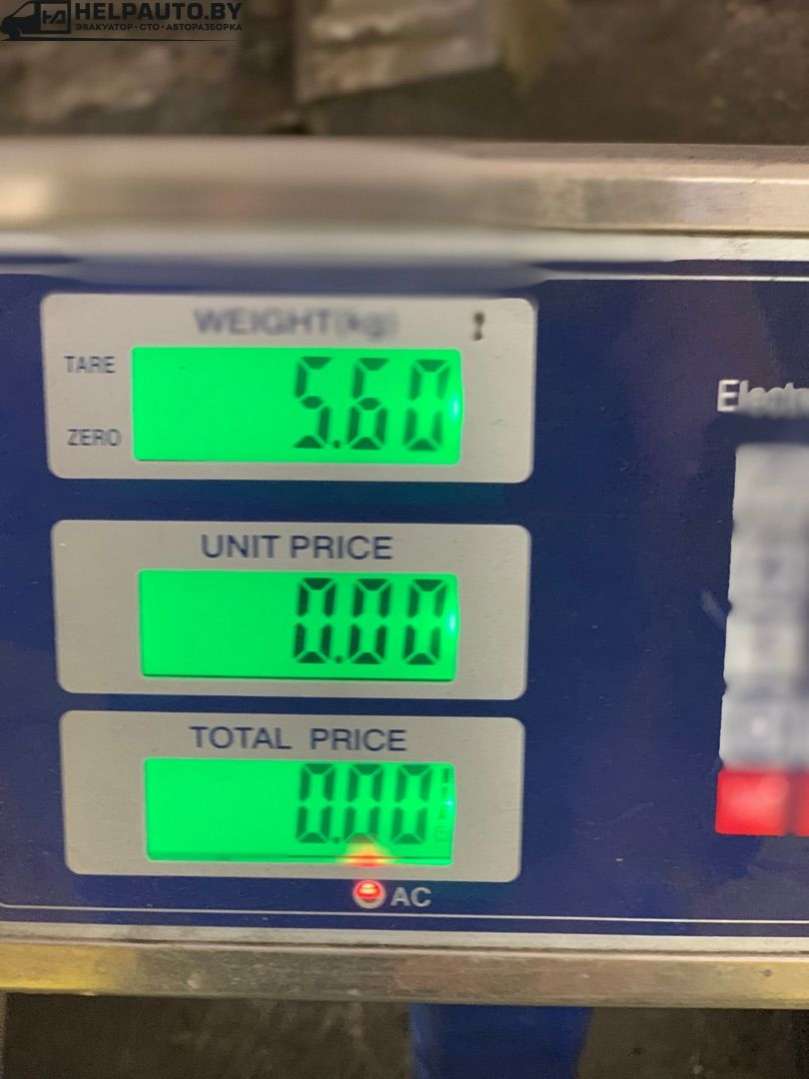 HELPAUTO.BY
ЭВАКУАТОР·СТО·АВТОРАЗБОРКА
WEIGHT(kg)
TARE
5.60
ZERO
UNIT PRICE
0.00
TOTAL PRICE
0.00
AC